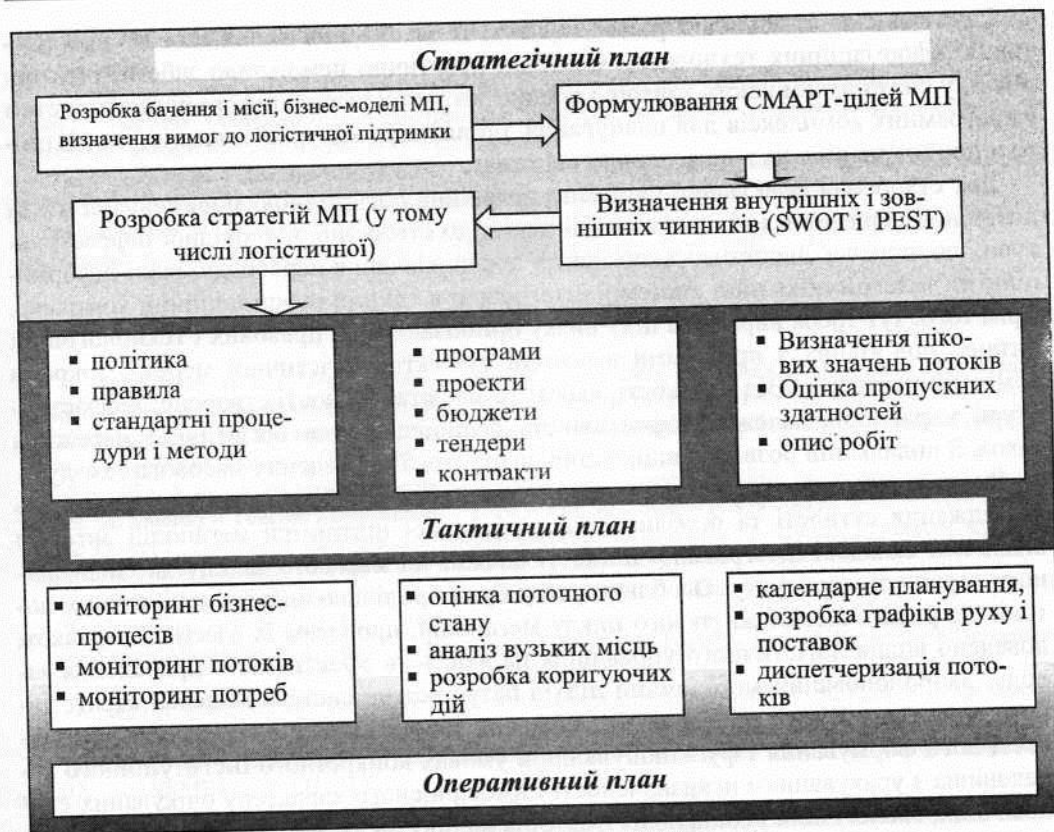 Стратегічний план
Розробка бачення і місії, бізнес-моделі МП,
визначення вимог до логістичної підтримки
Формулювання СМАРТ-цілей МП
Визначення внутрішніх і зов-
нішніх чинників (SWOT і PEST)
Розробка стратегій МП (у тому
числі логістичної)
▪ політика
▪ правила
▪ стандартні проце-
дури і методи
▪ програми
▪ проекти
▪ бюджети
▪ тендери
▪ контракти
▪ Визначення піко-
вих значень потоків
▪ Оцінка пропускних
здатностей
▪ опис робіт
Тактичний план
▪ моніторинг бізнес-
процесів
▪ моніторинг потоків
▪ моніторинг потреб
▪ оцінка поточного
стану
▪ аналіз вузьких місць
▪ розробка коригуючих
дій
▪ календарне планування,
▪ розробка графіків руху і
поставок
▪ диспетчеризація пото-
ків
Оперативний план